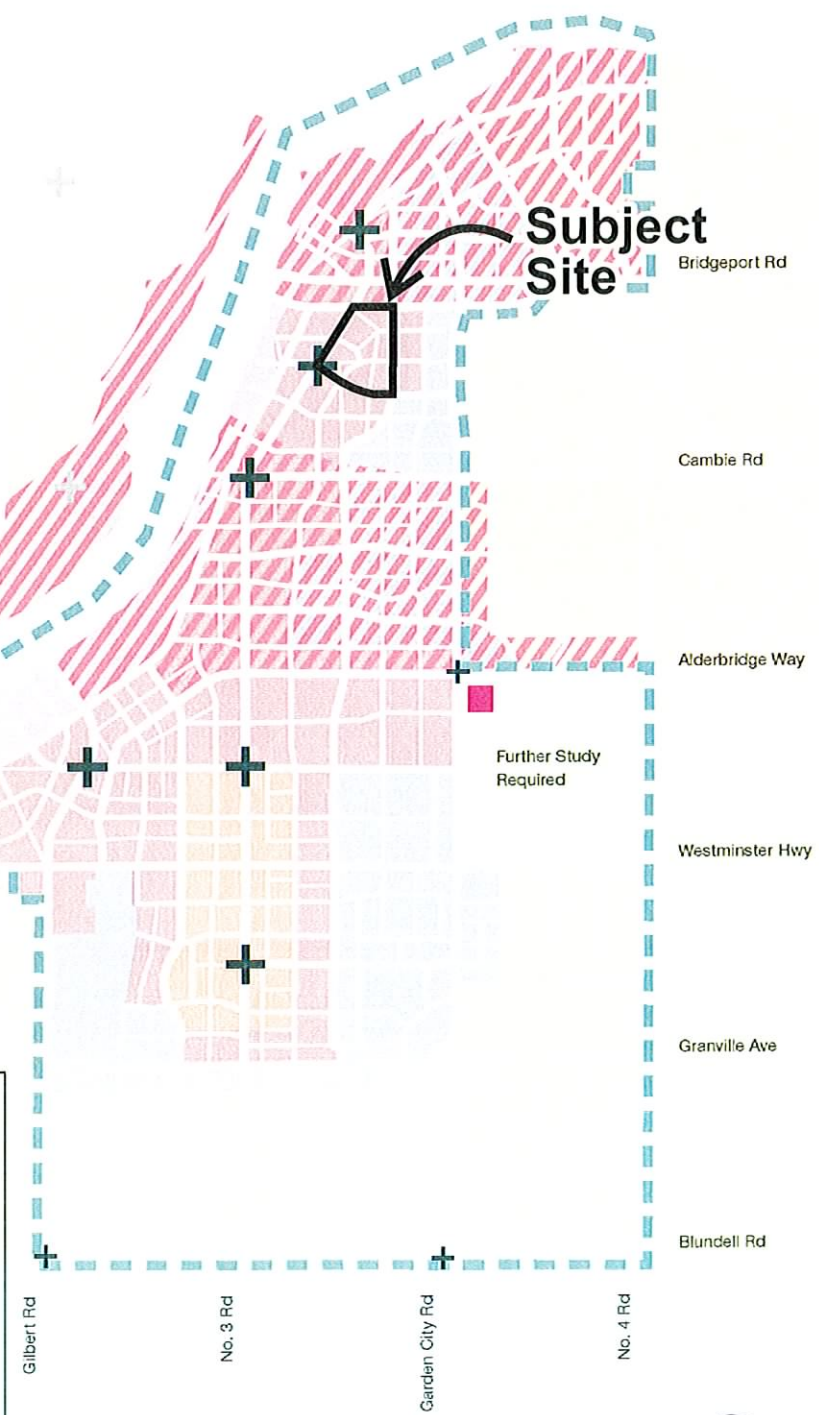 Subject
Site
Bridgeport Rd
Cambie Rd
Alderbridge Way
Further Study
Required
Westminster Hwy
Granville Ave
Blundell Rd
Gilbert Rd
No. 3 Rd
Garden City Rd
No. 4 Rd